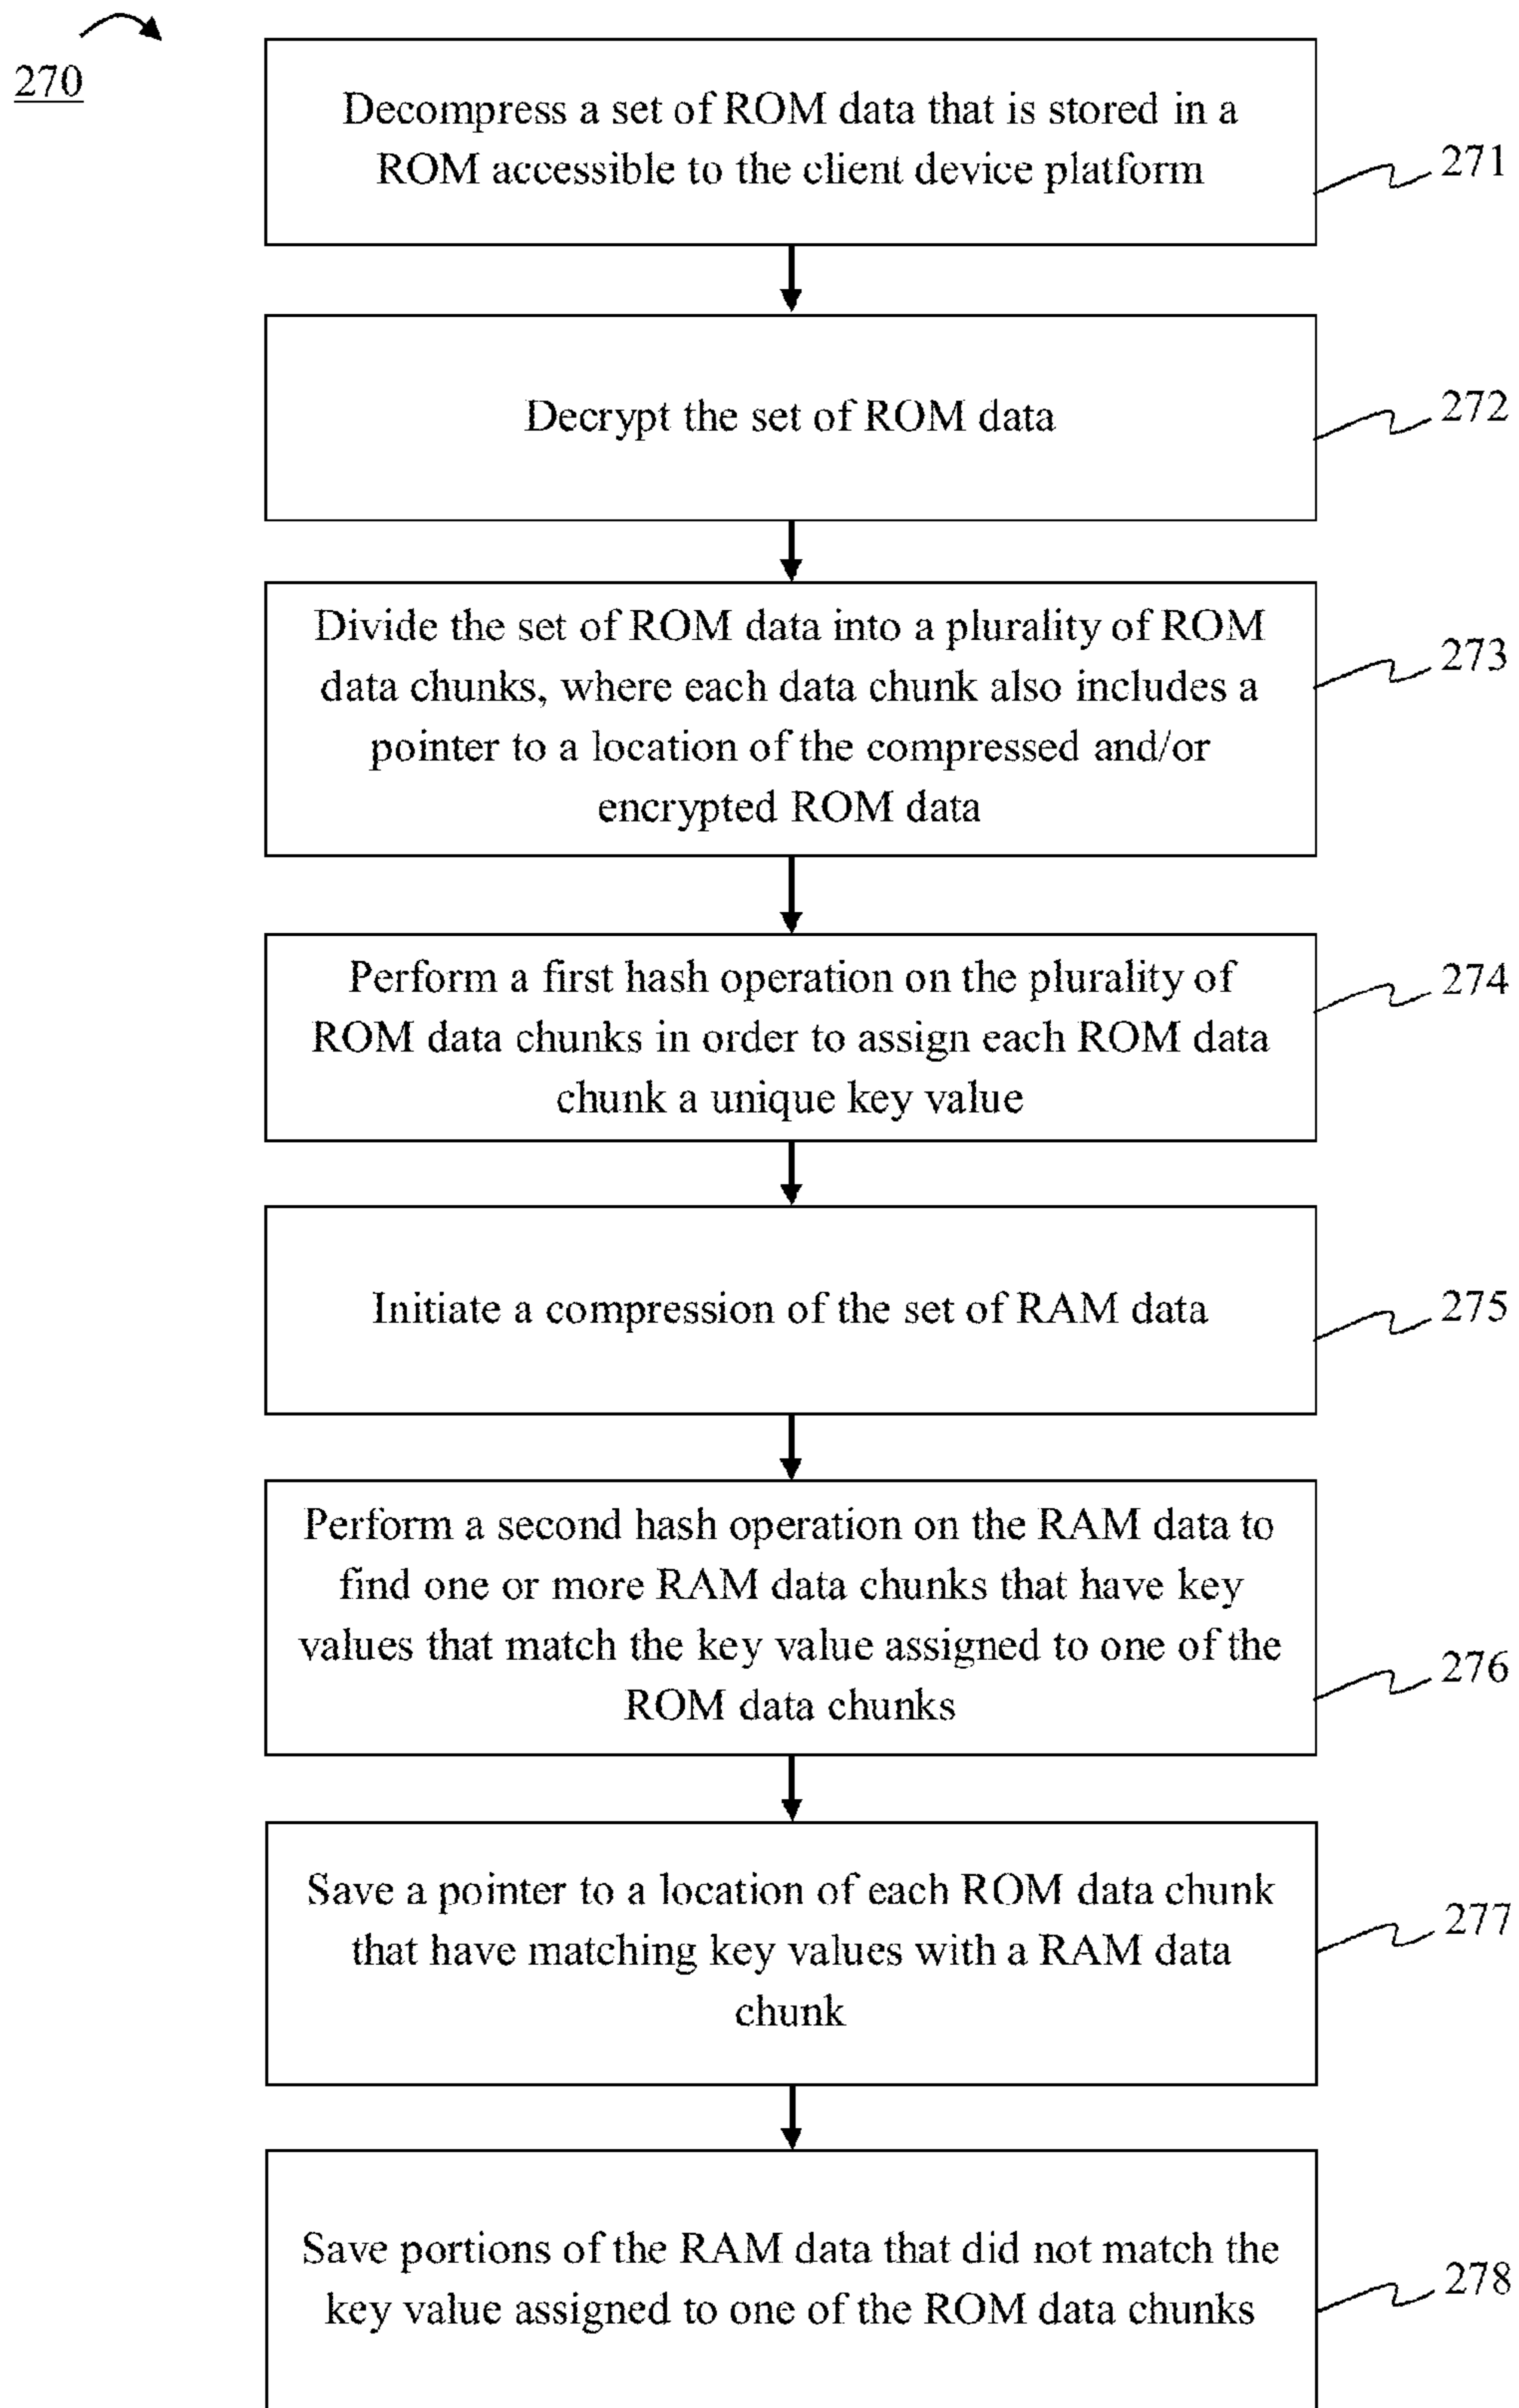 270
Decompress a set of ROM data that is stored in a
ROM accessible to the client device platform
271
Decrypt the set of ROM data
272
Divide the set of ROM data into a plurality of ROM
data chunks, where each data chunk also includes a
pointer to a location of the compressed and/or
encrypted ROM data
273
Perform a first hash operation on the plurality of
ROM data chunks in order to assign each ROM data
chunk a unique key value
274
Initiate a compression of the set of RAM data
275
Perform a second hash operation on the RAM data to
find one or more RAM data chunks that have key
values that match the key value assigned to one of the
ROM data chunks
276
Save a pointer to a location of each ROM data chunk
that have matching key values with a RAM data
chunk
277
Save portions of the RAM data that did not match the
key value assigned to one of the ROM data chunks
278